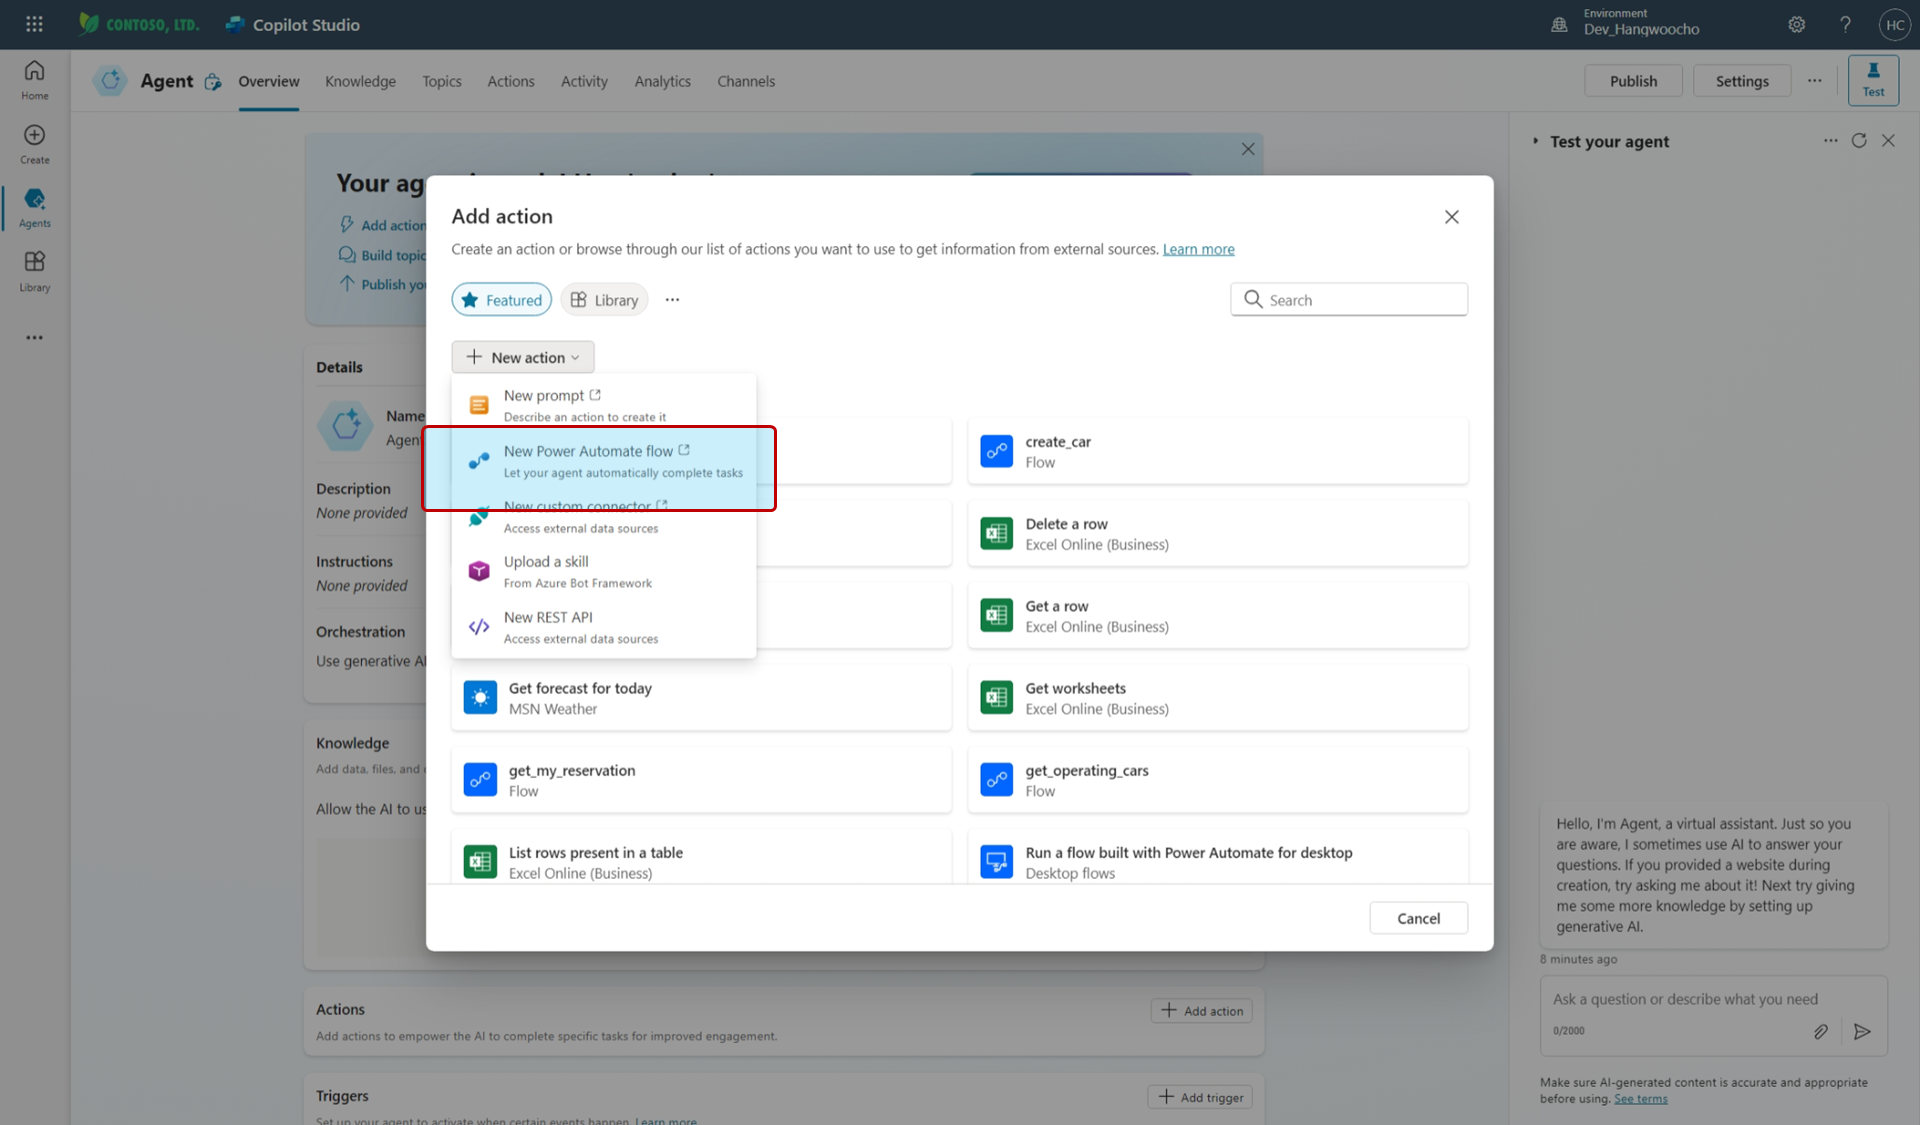 CONTOSO, LTD.
Copilot Studio
Environment
Dev_Hangwoocho
HC
Home
Create
Agents
Library
Agent
Overview
Knowledge
Topics
Actions
Activity
Analytics
Channels
Publish
Settings
Test
Your ag
Add action
Build topic
Publish yo
Details
Name
Agen
Description
None provided
Instructions
None provided
Orchestration
Use generative AI
Knowledge
Add data, files, and
Allow the AI to us
Add action
Create an action or browse through our list of actions you want to use to get information from external sources. Learn more
Featured
Library
Search
New action
New prompt
Describe an action to create it
New Power Automate flow
Let your agent automatically complete tasks
New custom connector
Access external data sources
Upload a skill
From Azure Bot Framework
New REST API
Access external data sources
create_car
Flow
Delete a row
Excel Online (Business)
Get a row
Excel Online (Business)
Get forecast for today
MSN Weather
Get worksheets
Excel Online (Business)
get_my_reservation
Flow
get_operating_cars
Flow
List rows present in a table
Excel Online (Business)
Run a flow built with Power Automate for desktop
Desktop flows
Cancel
Actions
Add action
Add actions to empower the AI to complete specific tasks for improved engagement.
Triggers
Add trigger
Set up your agent to activate when certain events happen. Learn more
Test your agent
Hello, I'm Agent, a virtual assistant. Just so you
are aware, I sometimes use AI to answer your
questions. If you provided a website during
creation, try asking me about it! Next try giving
me some more knowledge by setting up
generative AI.
8 minutes ago
Ask a question or describe what you need
0/2000
Make sure AI-generated content is accurate and appropriate
before using. See terms